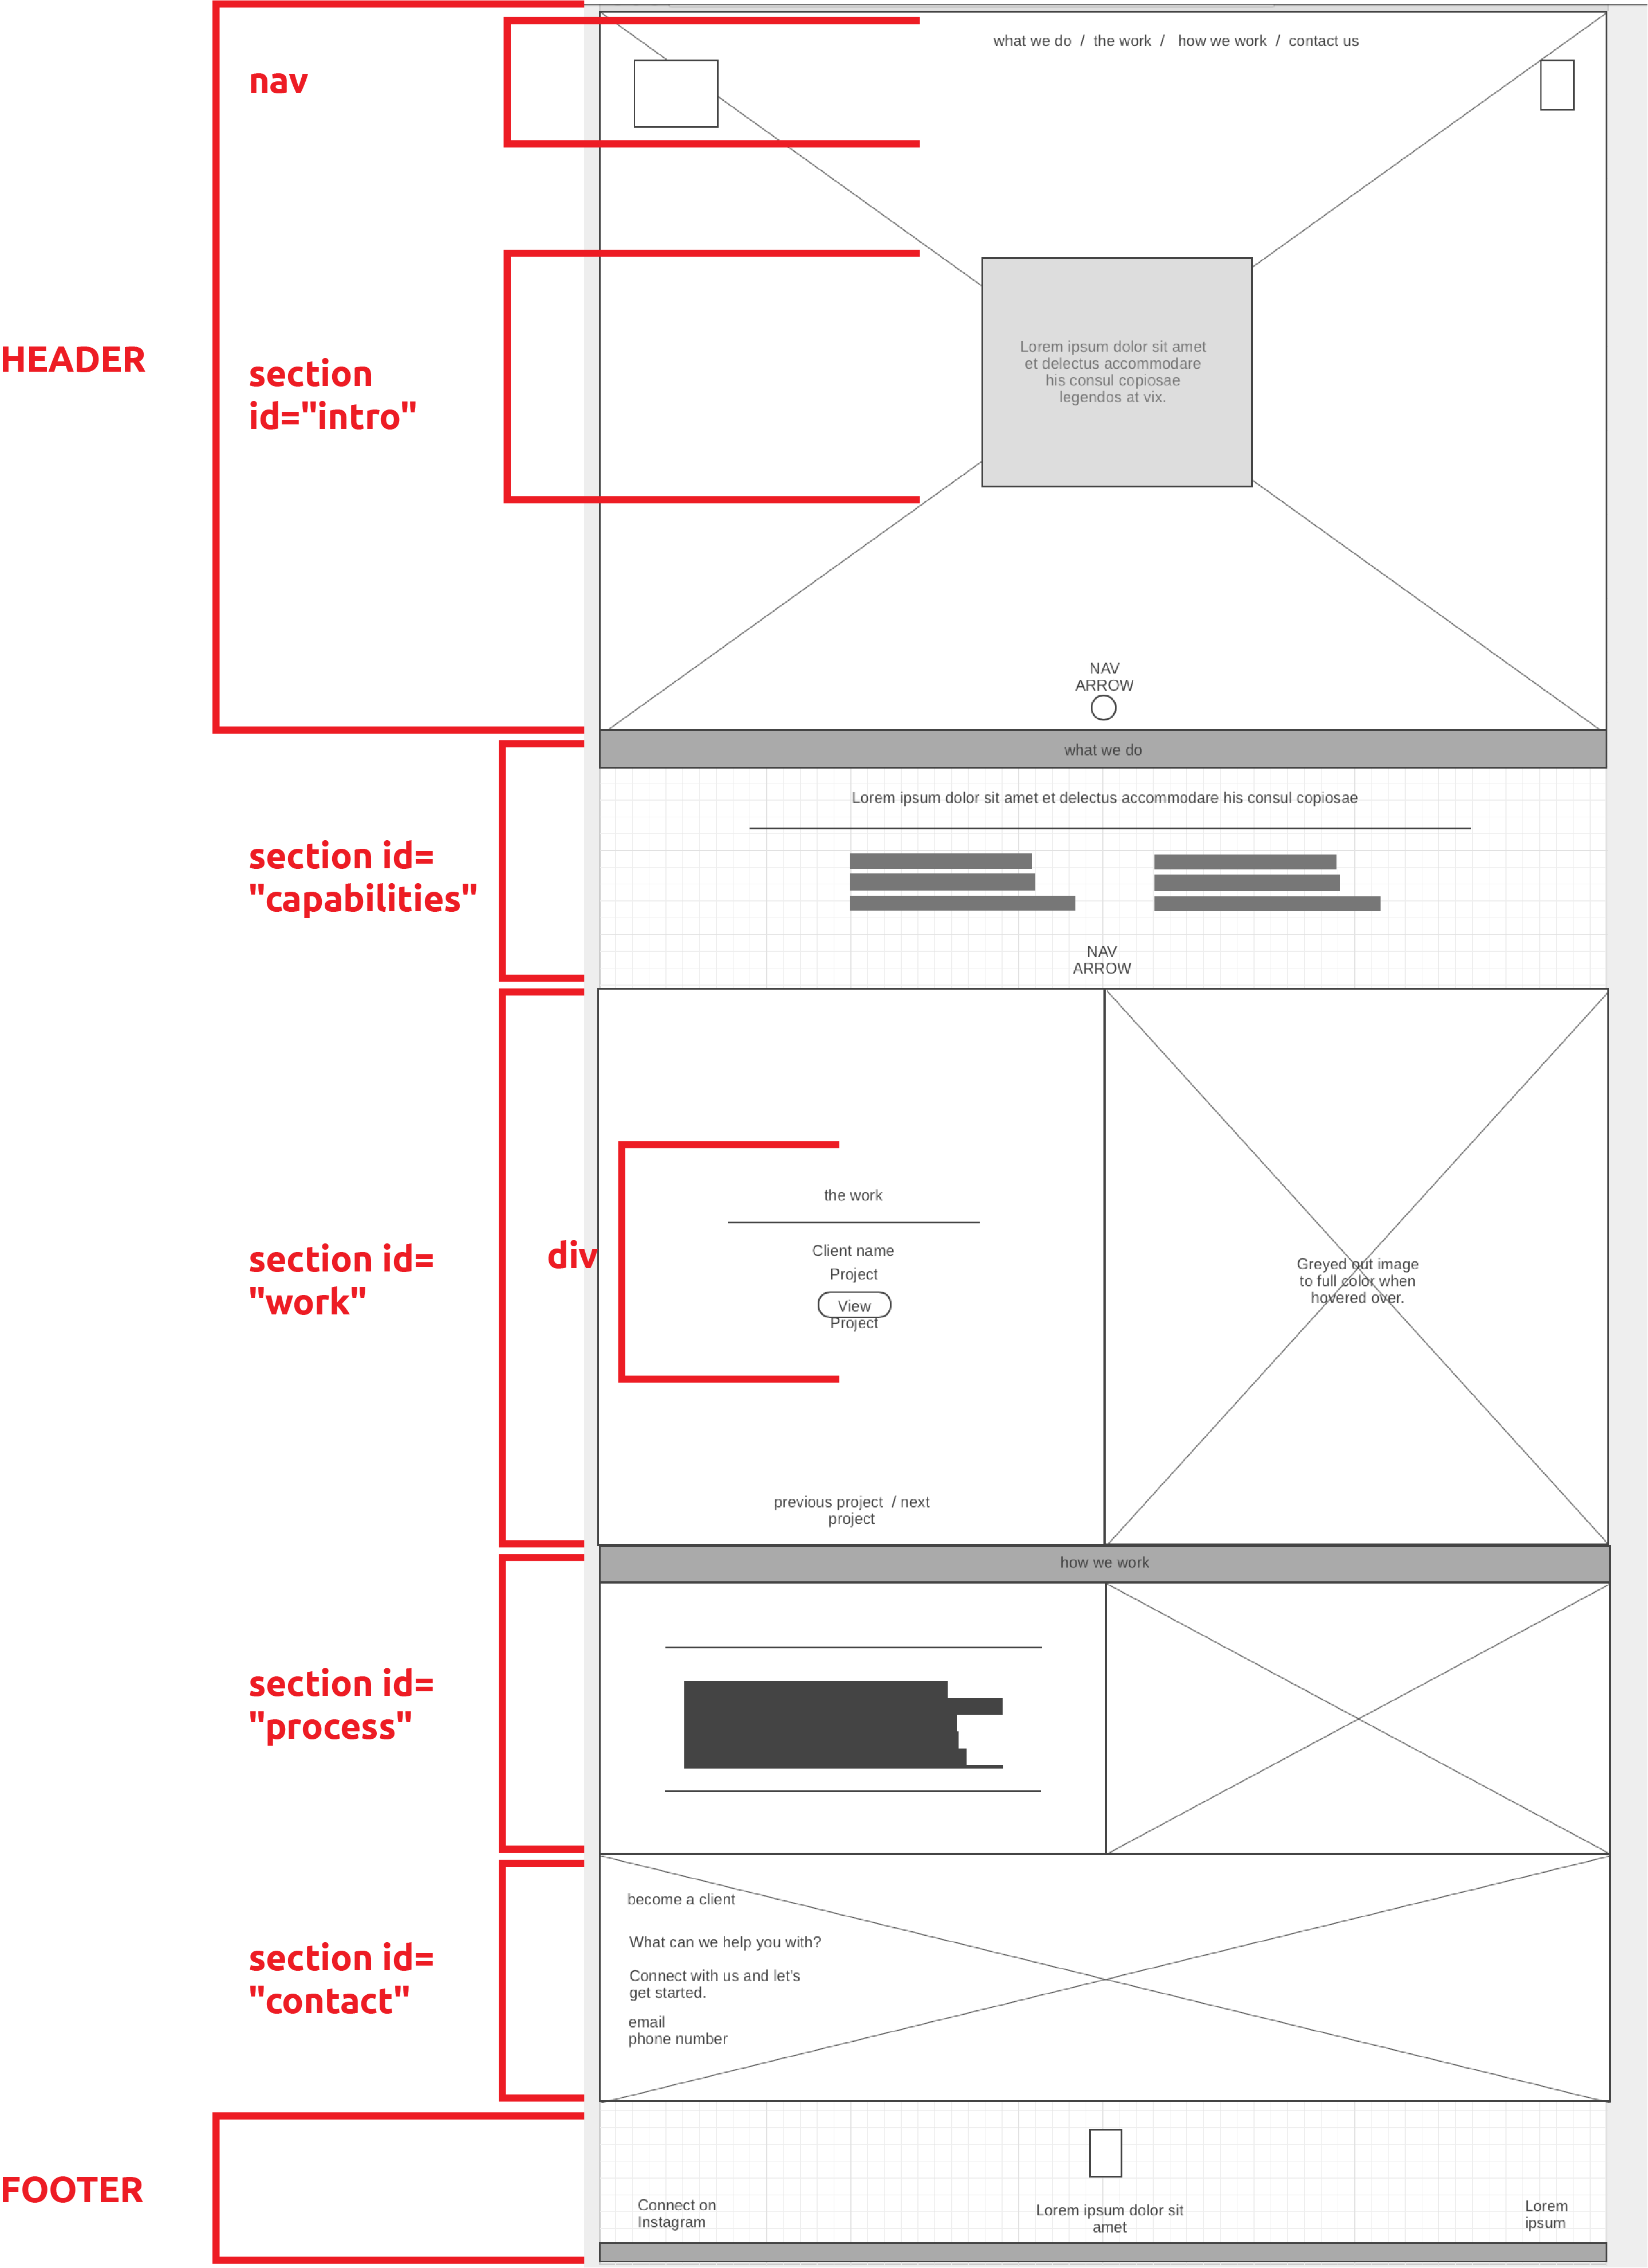 what we do / the work / how we work / contact us
nav
HEADER
section
id="intro"
Lorem ipsum dolor sit amet
et delectus accommodare
his consul copiosae
legendos at vix.
NAV
ARROW
what we do
section id=
"capabilities"
Lorem ipsum dolor sit amet et delectus accommodare his consul copiosae
NAV
ARROW
section id=
"work"
div
the work
Client name
Project
View
Project
Greyed out image
to full color when
hovered over.
previous project / next
project
how we work
section id=
"process"
section id=
"contact"
become a client
What can we help you with?
Connect with us and let's
get started.
email
phone number
FOOTER
Connect on
Instagram
Lorem ipsum dolor sit
amet
Lorem
ipsum